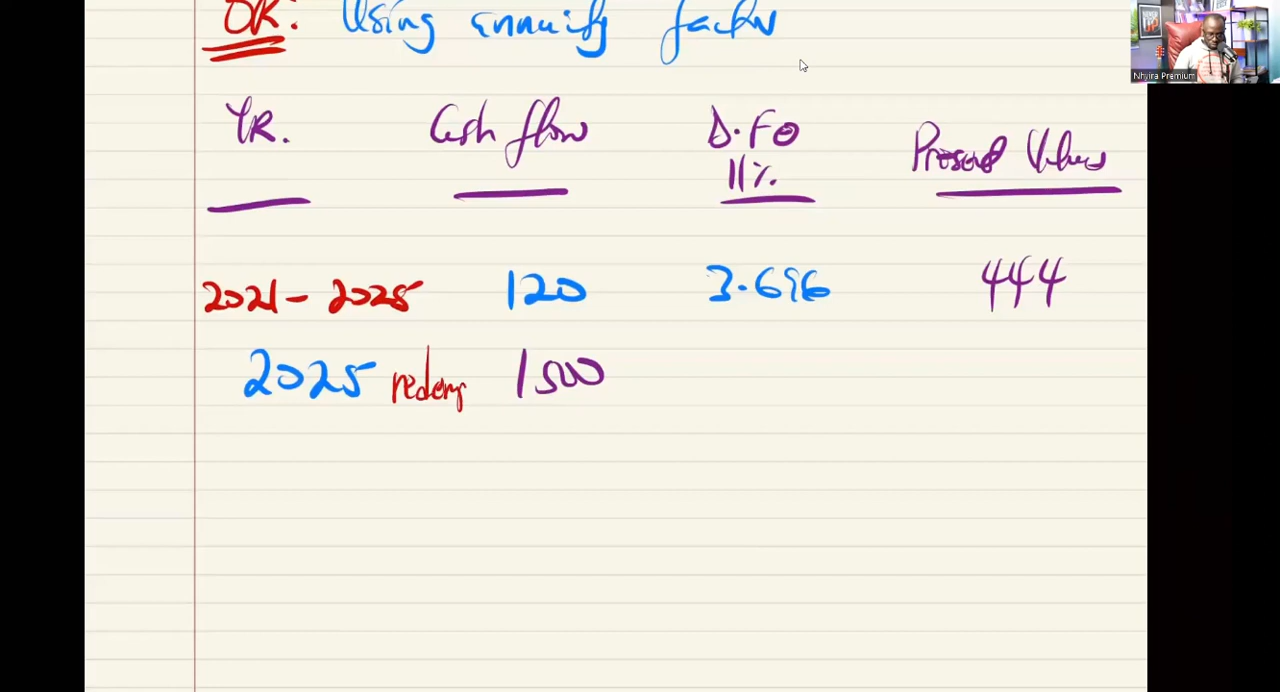 OR: Using annuity factor
Nhyira Premium
YR. Cash flow D.F@ Present Values
11%
2021 - 2025 120 3.696 444
2025 redemp 1500